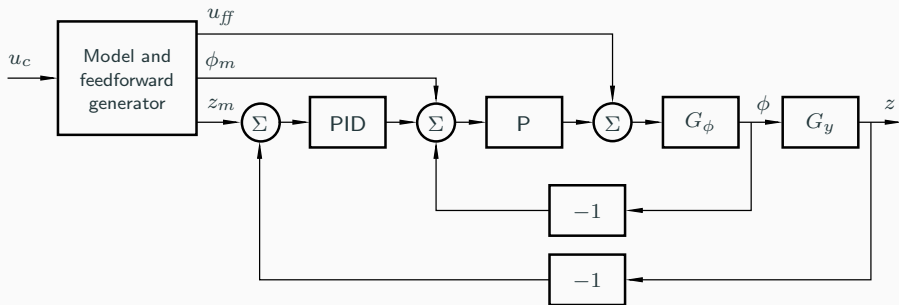 u_ff
u_c
Model and
feedforward
generator
ϕ_m
z_m
Σ
PID
Σ
P
Σ
G_ϕ
ϕ
G_y
z
−1
−1